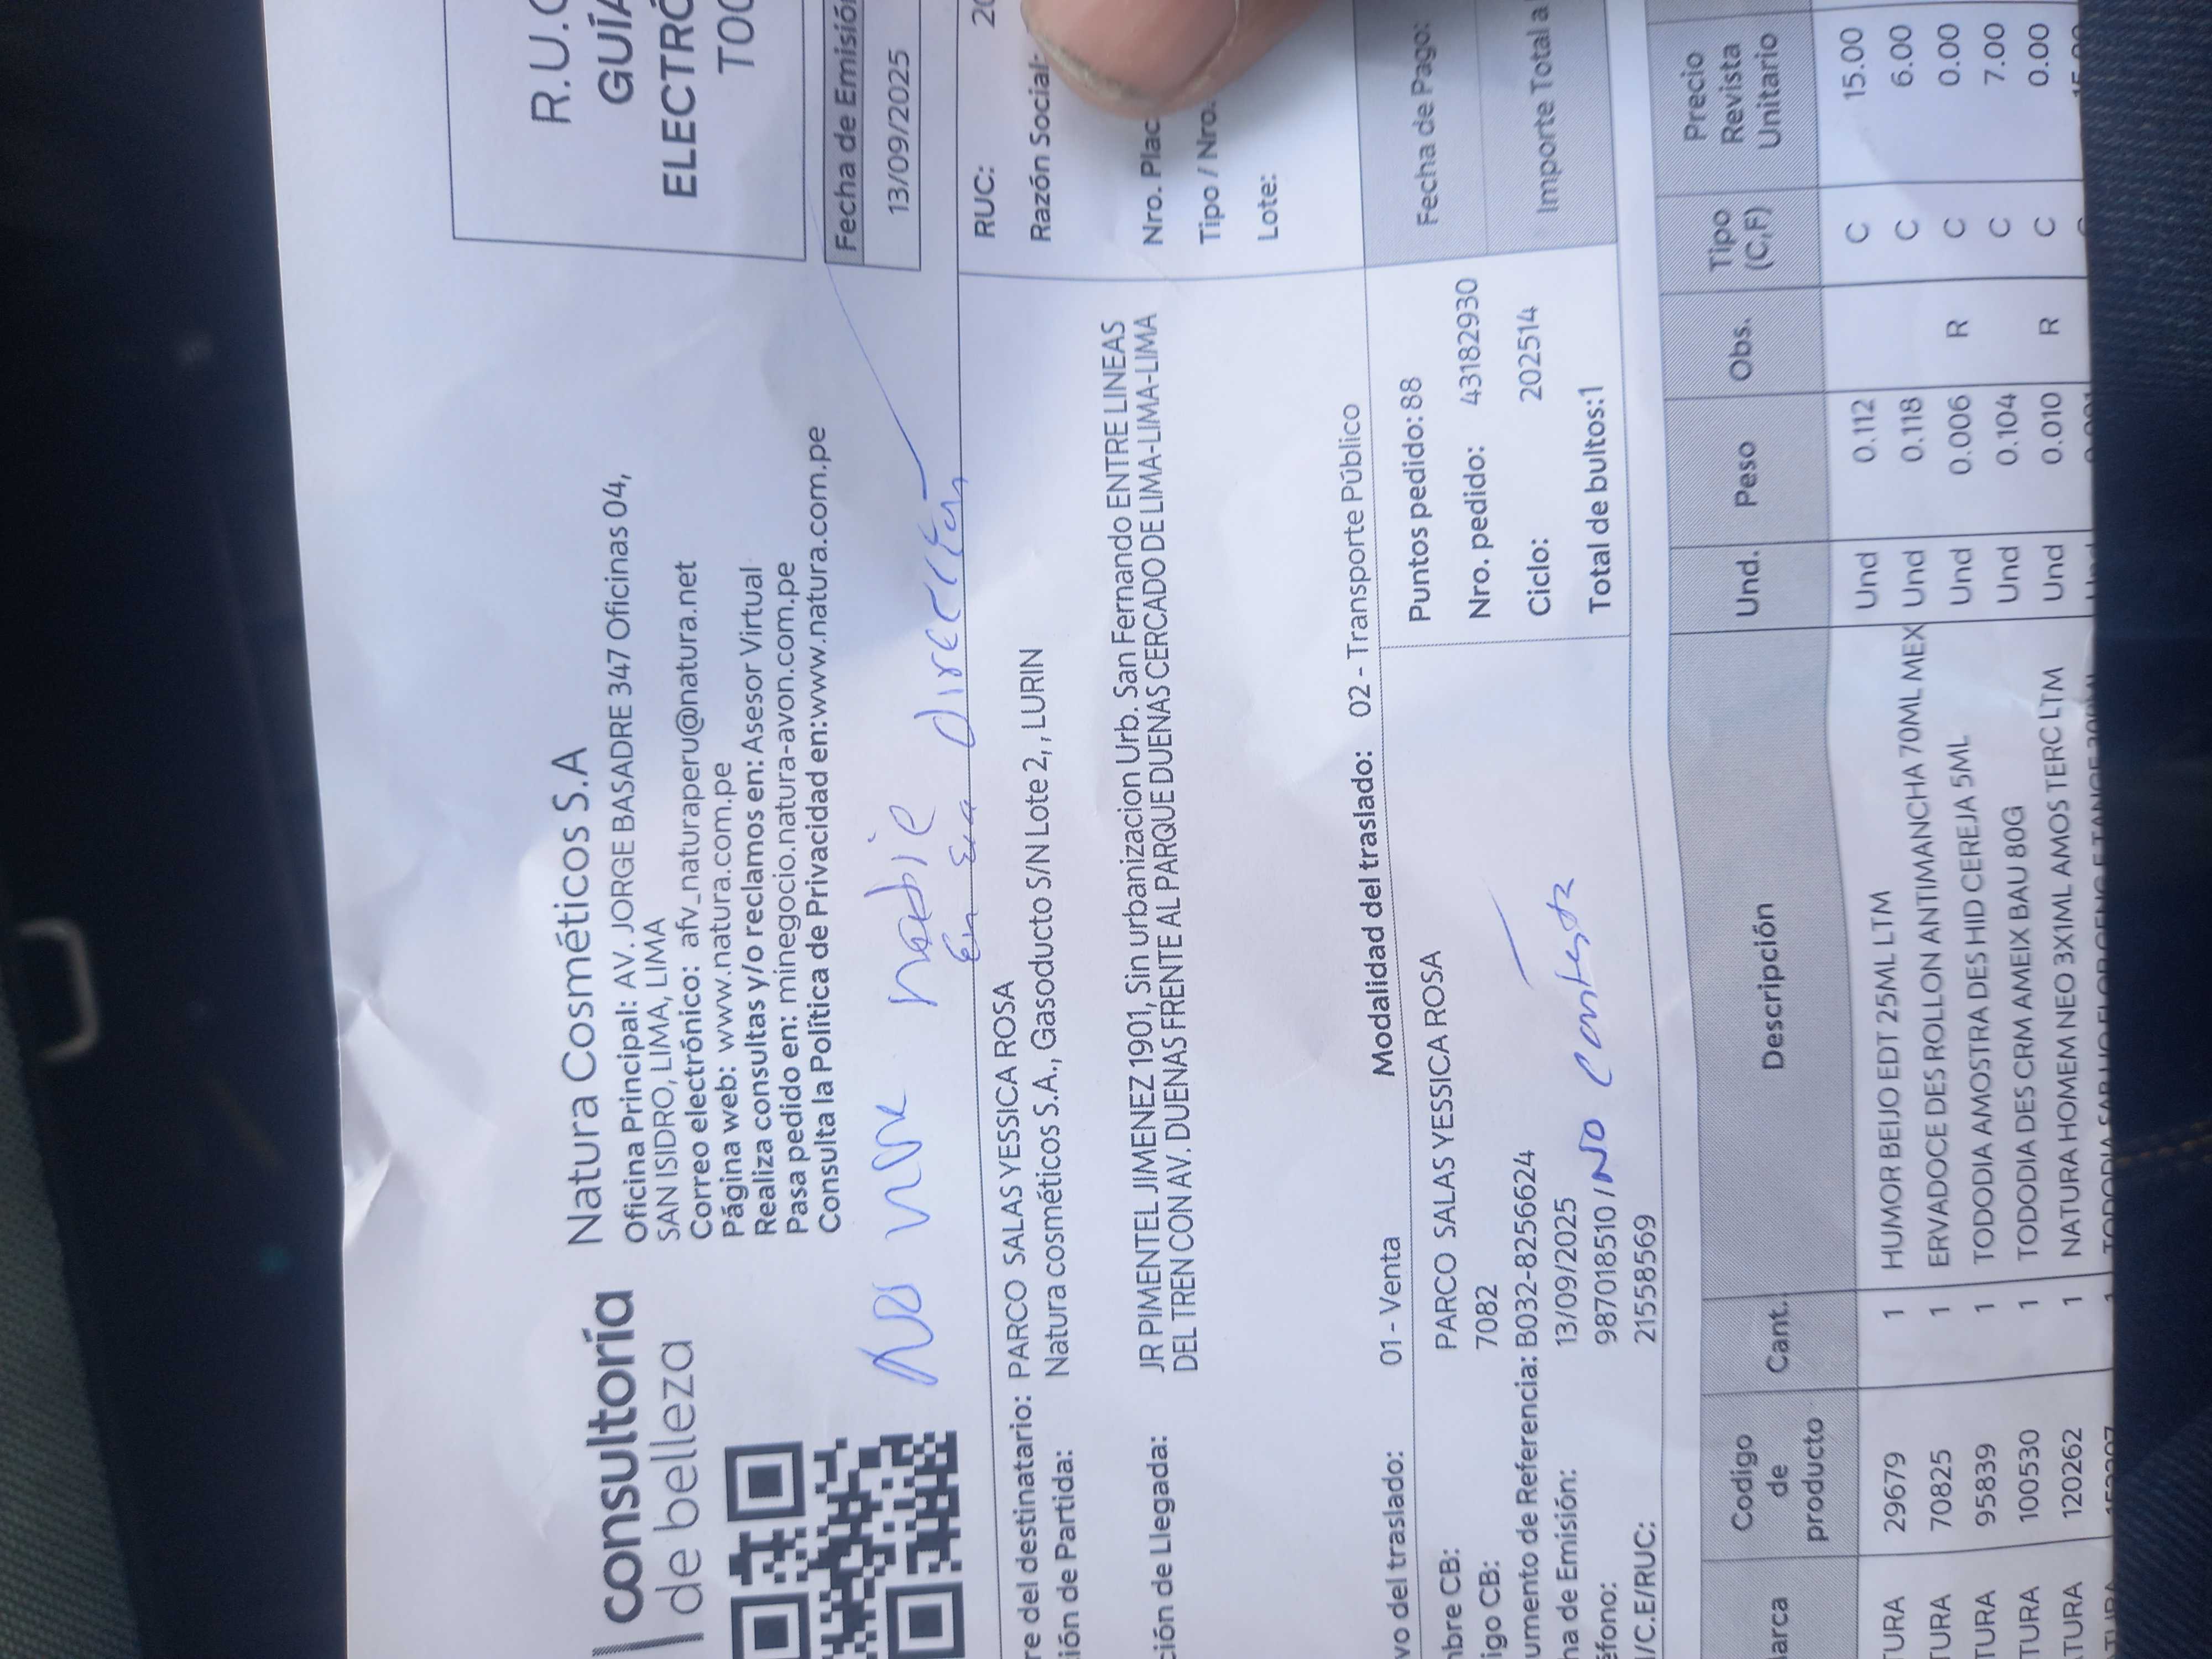 consultoría
de belleza
Natura Cosméticos S.A
Oficina Principal: AV. JORGE BASADRE 347 Oficinas 04,
SAN ISIDRO, LIMA, LIMA
Correo electrónico: afv_naturaperu@natura.net
Página web: www.natura.com.pe
Realiza consultas y/o reclamos en: Asesor Virtual
Pasa pedido en: minegocio.natura-avon.com.pe
Consulta la Política de Privacidad en:www.natura.com.pe
R.U.C
GUÍA
ELECTRÓ
T00
Fecha de Emisión
13/09/2025
No vive nadie
En esa dirección
re del destinatario: PARCO SALAS YESSICA ROSA
ción de Partida: Natura cosméticos S.A., Gasoducto S/N Lote 2, , LURIN
ción de Llegada: JR PIMENTEL JIMENEZ 1901, Sin urbanizacion Urb. San Fernando ENTRE LINEAS
DEL TREN CON AV. DUENAS FRENTE AL PARQUE DUENAS CERCADO DE LIMA-LIMA-LIMA
RUC: 20
Razón Social:
Nro. Plac
Tipo / Nro.
Lote:
vo del traslado: 01 - Venta Modalidad del traslado: 02 - Transporte Público
mbre CB: PARCO SALAS YESSICA ROSA
igo CB: 7082
umento de Referencia: B032-8256624
ha de Emisión: 13/09/2025
éfono: 987018510 / NO contesta
I/C.E/RUC: 21558569
Puntos pedido: 88
Nro. pedido: 43182930
Ciclo: 202514
Total de bultos:1
Fecha de Pago:
Importe Total a
arca Codigo de producto Cant. Descripción Und. Peso Obs. Tipo (C,F) Precio Revista Unitario
TURA 29679 1 HUMOR BEIJO EDT 25ML LTM Und 0.112 C 15.00
TURA 70825 1 ERVADOCE DES ROLLON ANTIMANCHA 70ML MEX Und 0.118 C 6.00
TURA 95839 1 TODODIA AMOSTRA DES HID CEREJA 5ML Und 0.006 R C 0.00
TURA 100530 1 TODODIA DES CRM AMEIX BAU 80G Und 0.104 C 7.00
ATURA 120262 1 NATURA HOMEM NEO 3X1ML AMOSTERC LTM Und 0.010 R C 0.00